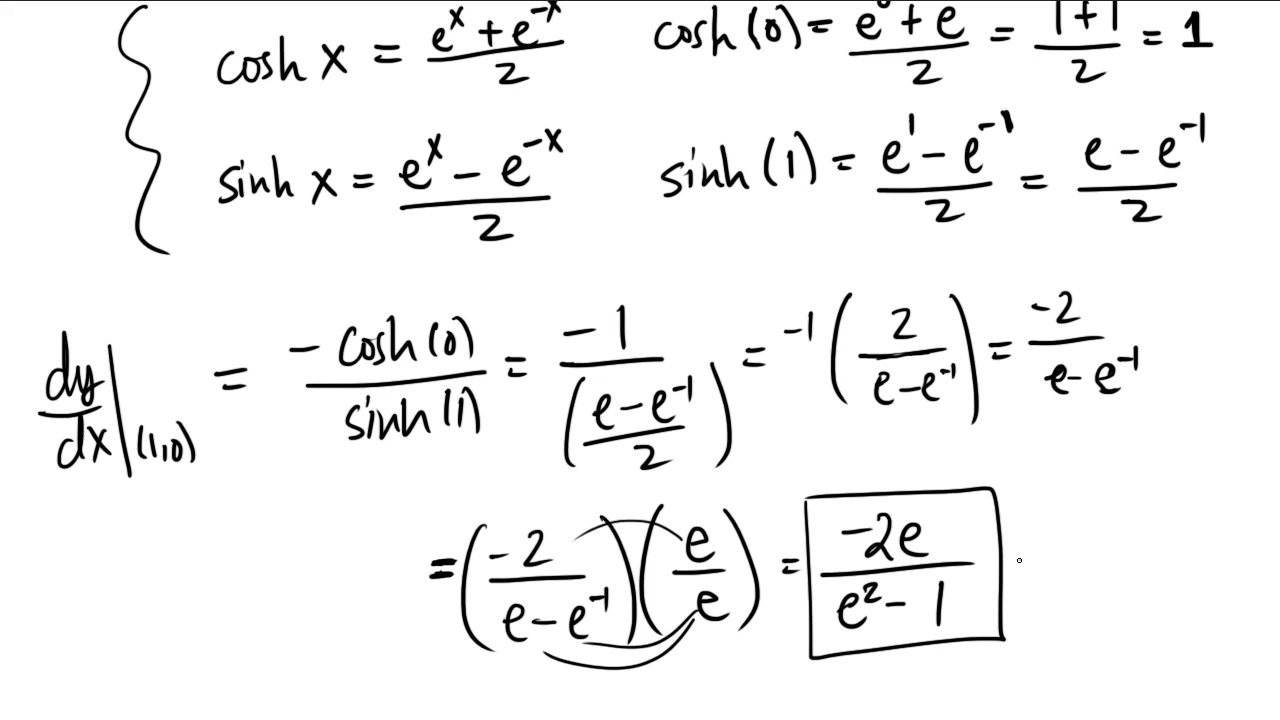 cosh x = (e^x + e^-x)/2   cosh(0) = (e^0 + e)/2 = (1+1)/2 = 1
sinh x = (e^x - e^-x)/2   sinh(1) = (e^1 - e^-1)/2 = (e - e^-1)/2
dy/dx |(1,0) = -cosh(0)/sinh(1) = -1/((e - e^-1)/2) = -1(2/(e - e^-1)) = -2/(e - e^-1)
= (-2/(e - e^-1))(e/e) = -2e/(e^2 - 1)